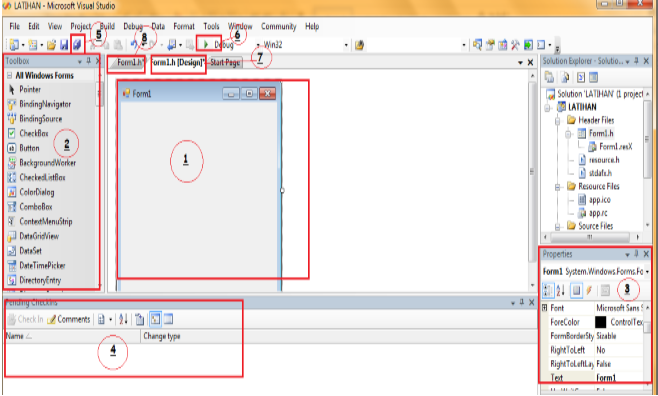 LATIHAN - Microsoft Visual Studio
File Edit View Project Build Debug Data Format Tools Window Community Help
5 8 6
Debug Win32
7
Toolbox
All Windows Forms
Pointer
BindingNavigator
BindingSource
CheckBox
Button
BackgroundWorker
CheckedListBox
ColorDialog
ComboBox
ContextMenuStrip
DataGridView
DataSet
DateTimePicker
DirectoryEntry
2
Form1.h Form1.h [Design]* Start Page
Form1
1
Solution Explorer - Solutio...
Solution 'LATIHAN' (1 project
LATIHAN
Header Files
Form1.h
Form1.resX
resource.h
stdafx.h
Resource Files
app.ico
app.rc
Source Files
Properties
Form1 System.Windows.Forms.Fo
3
Font Microsoft Sans S
ForeColor ControlTex
FormBorderSty Sizable
RightToLeft No
RightToLeftLay False
Text Form1
Pending Checkins
Check In Comments
Name Change type
4